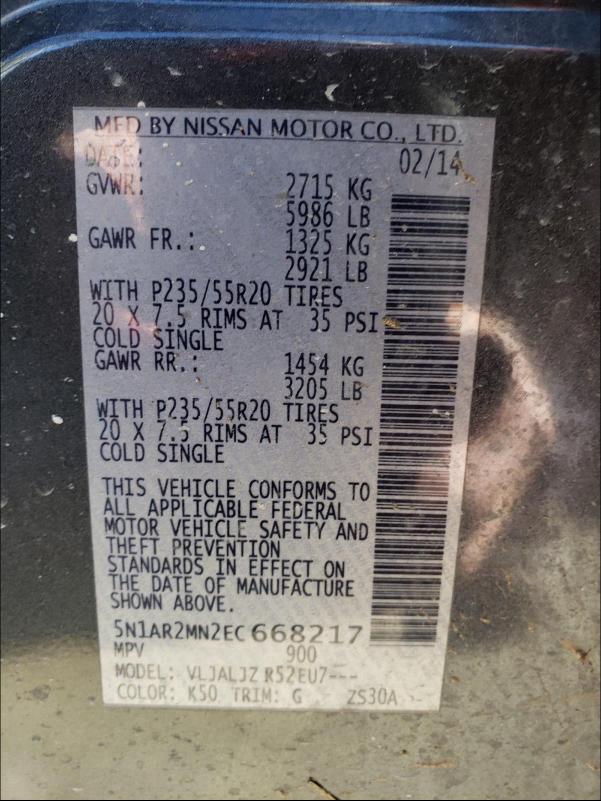 MFD BY NISSAN MOTOR CO., LTD.
DATE: 02/14
GVWR: 2715 KG
5986 LB
GAWR FR.: 1325 KG
2921 LB
WITH P235/55R20 TIRES
20 X 7.5 RIMS AT 35 PSI
COLD SINGLE
GAWR RR.: 1454 KG
3205 LB
WITH P235/55R20 TIRES
20 X 7.5 RIMS AT 35 PSI
COLD SINGLE
THIS VEHICLE CONFORMS TO
ALL APPLICABLE FEDERAL
MOTOR VEHICLE SAFETY AND
THEFT PREVENTION
STANDARDS IN EFFECT ON
THE DATE OF MANUFACTURE
SHOWN ABOVE.
5N1AR2MN2EC668217
MPV 900
MODEL: VLJALJZ R52EU7---
COLOR: K50 TRIM: G ZS30A --